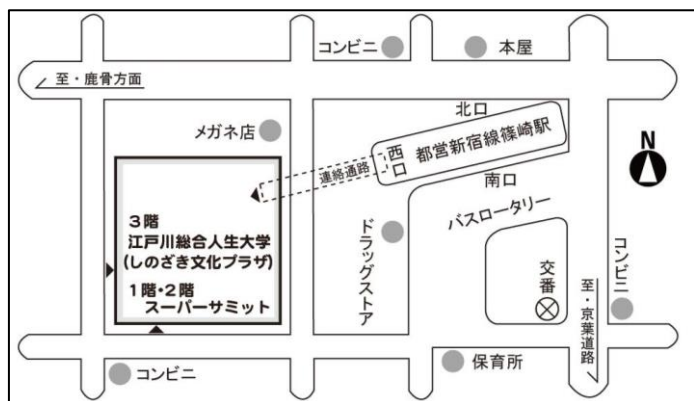 コンビニ
本屋
至・鹿骨方面
北口
メガネ店
西口
都営新宿線篠崎駅
N
連絡通路
南口
3階
江戸川総合人生大学
(しのざき文化プラザ)
1階・2階
スーパーサミット
ドラッグストア
バスロータリー
交番
至・京葉道路
コンビニ
コンビニ
保育所